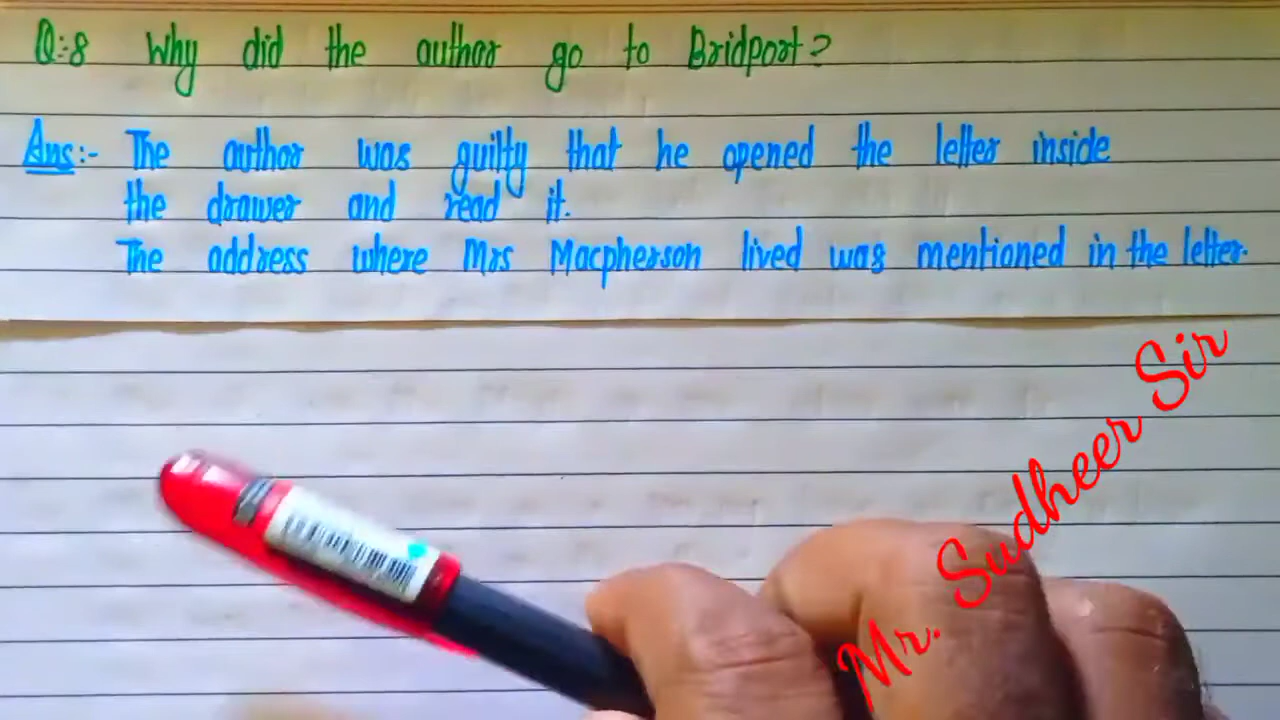 Q:8 Why did the author go to Bridport?
Ans:- The author was guilty that he opened the letter inside
the drawer and read it.
The address where Mrs Macpherson lived was mentioned in the letter.
Mr. Sudheer Sir